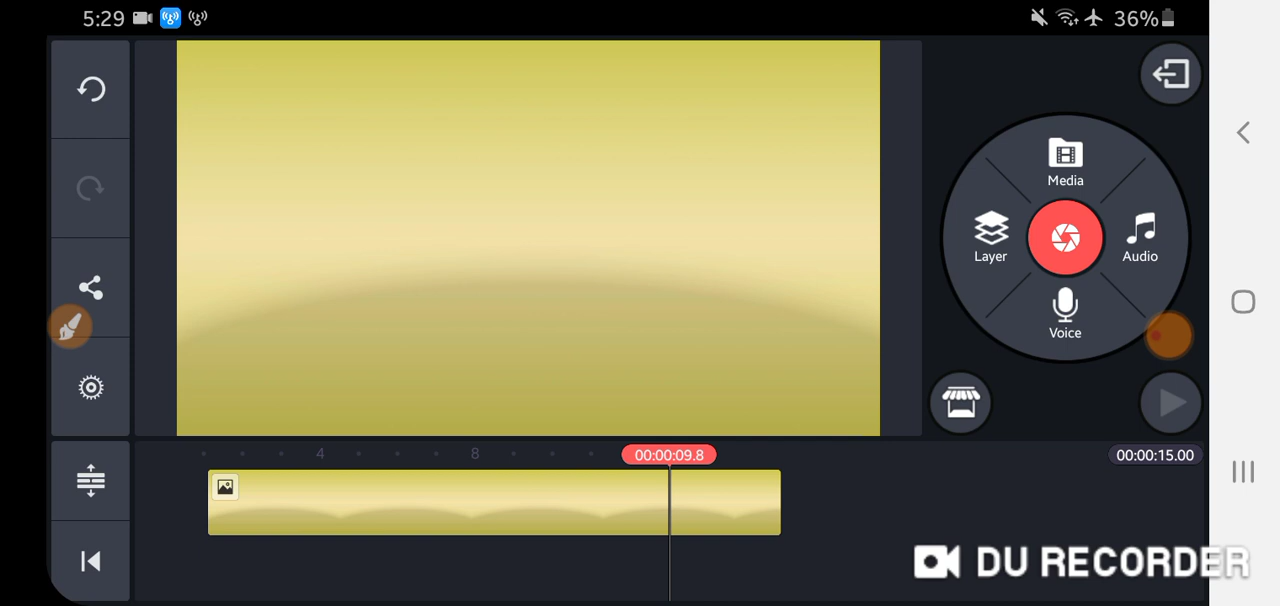 5:29
36%
Media
Layer
Audio
Voice
4
8
00:00:09.8
00:00:15.00
DU RECORDER